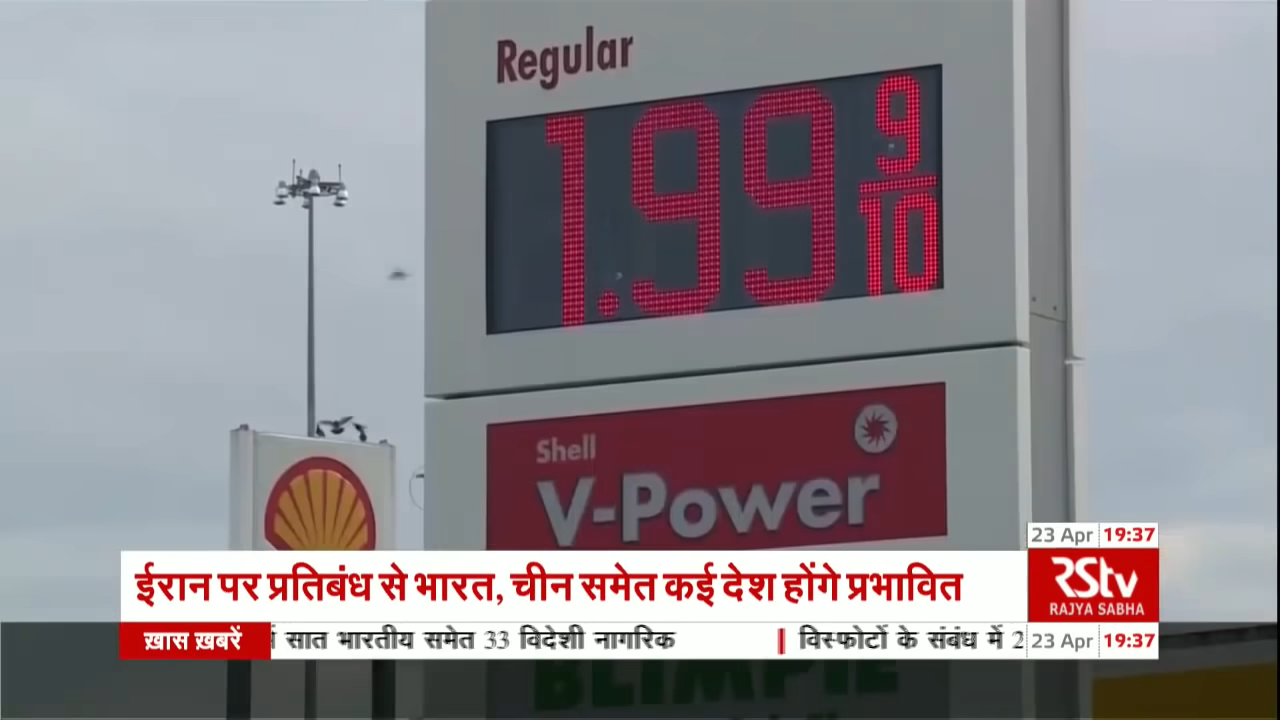 Regular
1.99 9/10
Shell
V-Power
23 Apr 19:37
ईरान पर प्रतिबंध से भारत, चीन समेत कई देश होंगे प्रभावित
RStv
RAJYA SABHA
ख़ास ख़बरें
सात भारतीय समेत 33 विदेशी नागरिक
विस्फोटों के संबंध में 2
23 Apr 19:37
BLIMPIE